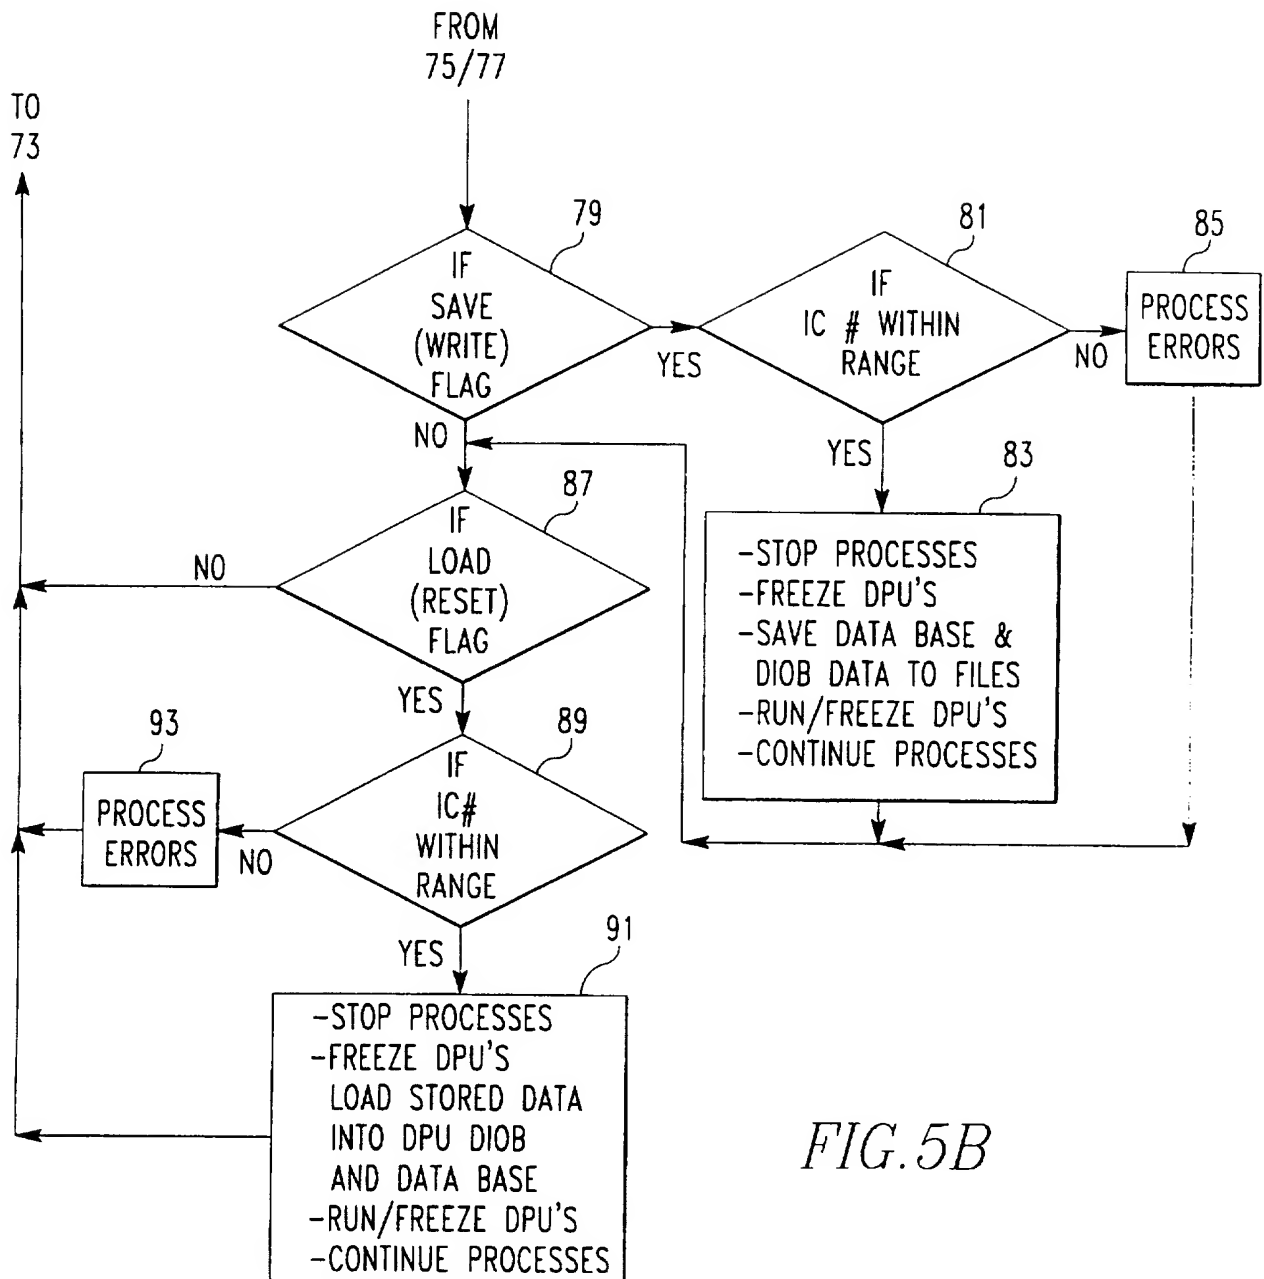 FROM
75/77
TO
73
79
IF
SAVE
(WRITE)
FLAG
YES
NO
81
IF
IC # WITHIN
RANGE
NO
YES
85
PROCESS
ERRORS
83
-STOP PROCESSES
-FREEZE DPU'S
-SAVE DATA BASE &
DIOB DATA TO FILES
-RUN/FREEZE DPU'S
-CONTINUE PROCESSES
87
IF
LOAD
(RESET)
FLAG
NO
YES
89
IF
IC#
WITHIN
RANGE
NO
YES
93
PROCESS
ERRORS
91
-STOP PROCESSES
-FREEZE DPU'S
LOAD STORED DATA
INTO DPU DIOB
AND DATA BASE
-RUN/FREEZE DPU'S
-CONTINUE PROCESSES
FIG.5B